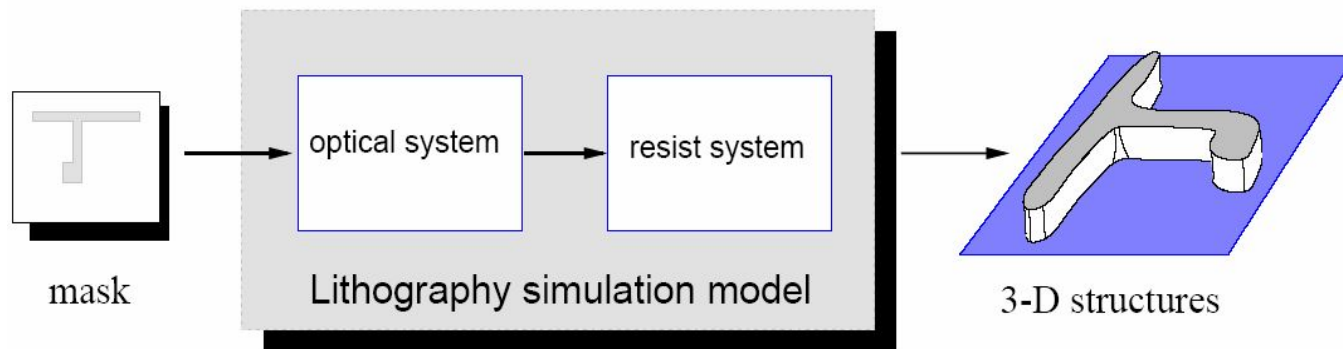 mask
optical system
resist system
Lithography simulation model
3-D structures